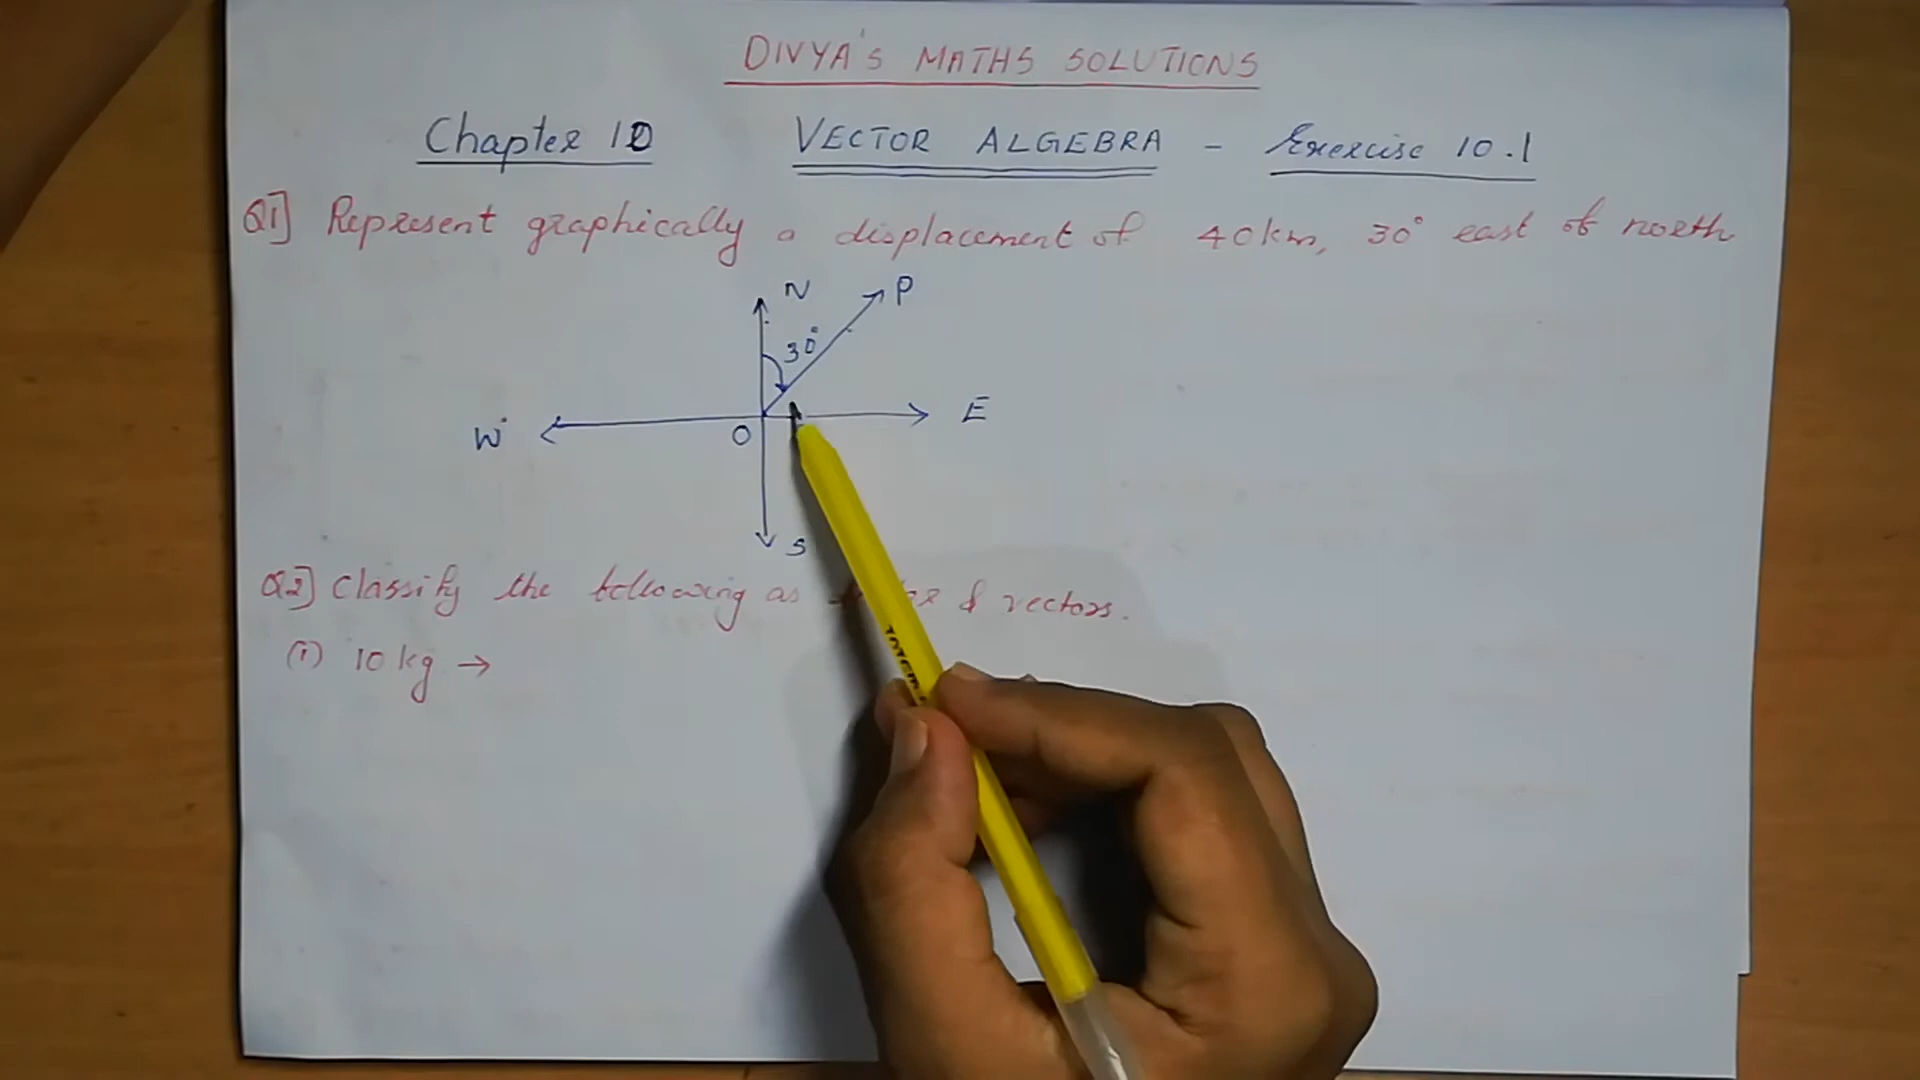 DIVYA'S MATHS SOLUTIONS
Chapter 10 VECTOR ALGEBRA - Exercise 10.1
Q1] Represent graphically a displacement of 40km, 30° east of north
N P
30°
W O E
S
Q2] Classify the following as & vectors.
(i) 10 kg →